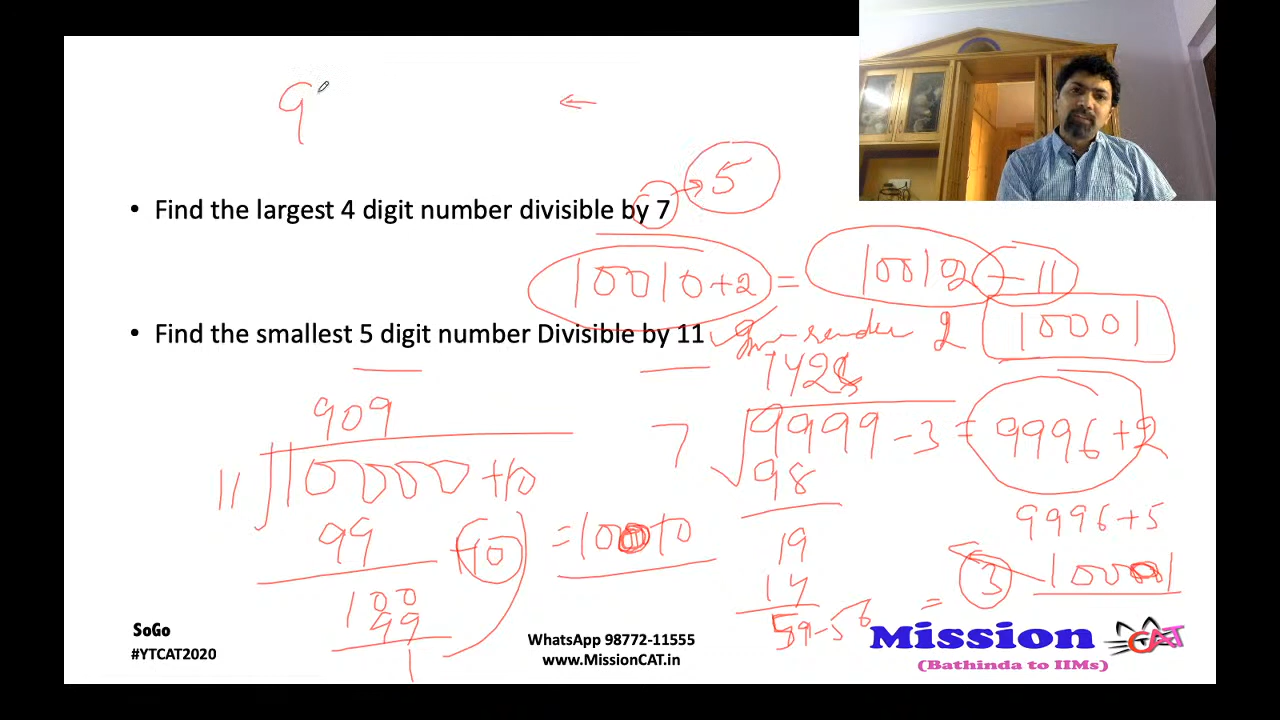 9
←
5
• Find the largest 4 digit number divisible by 7
10010+2 = 10012 - 11
• Find the smallest 5 digit number Divisible by 11
2
10001
1428
909
7 9999 - 3 = 9996 + 2
11 10000 + 10
98
9996 + 5
99
+10 = 10010
19
3 10001
14
100
59-56 =
99
1
SoGo
#YTCAT2020
WhatsApp 98772-11555
www.MissionCAT.in
Mission CAT
(Bathinda to IIMs)